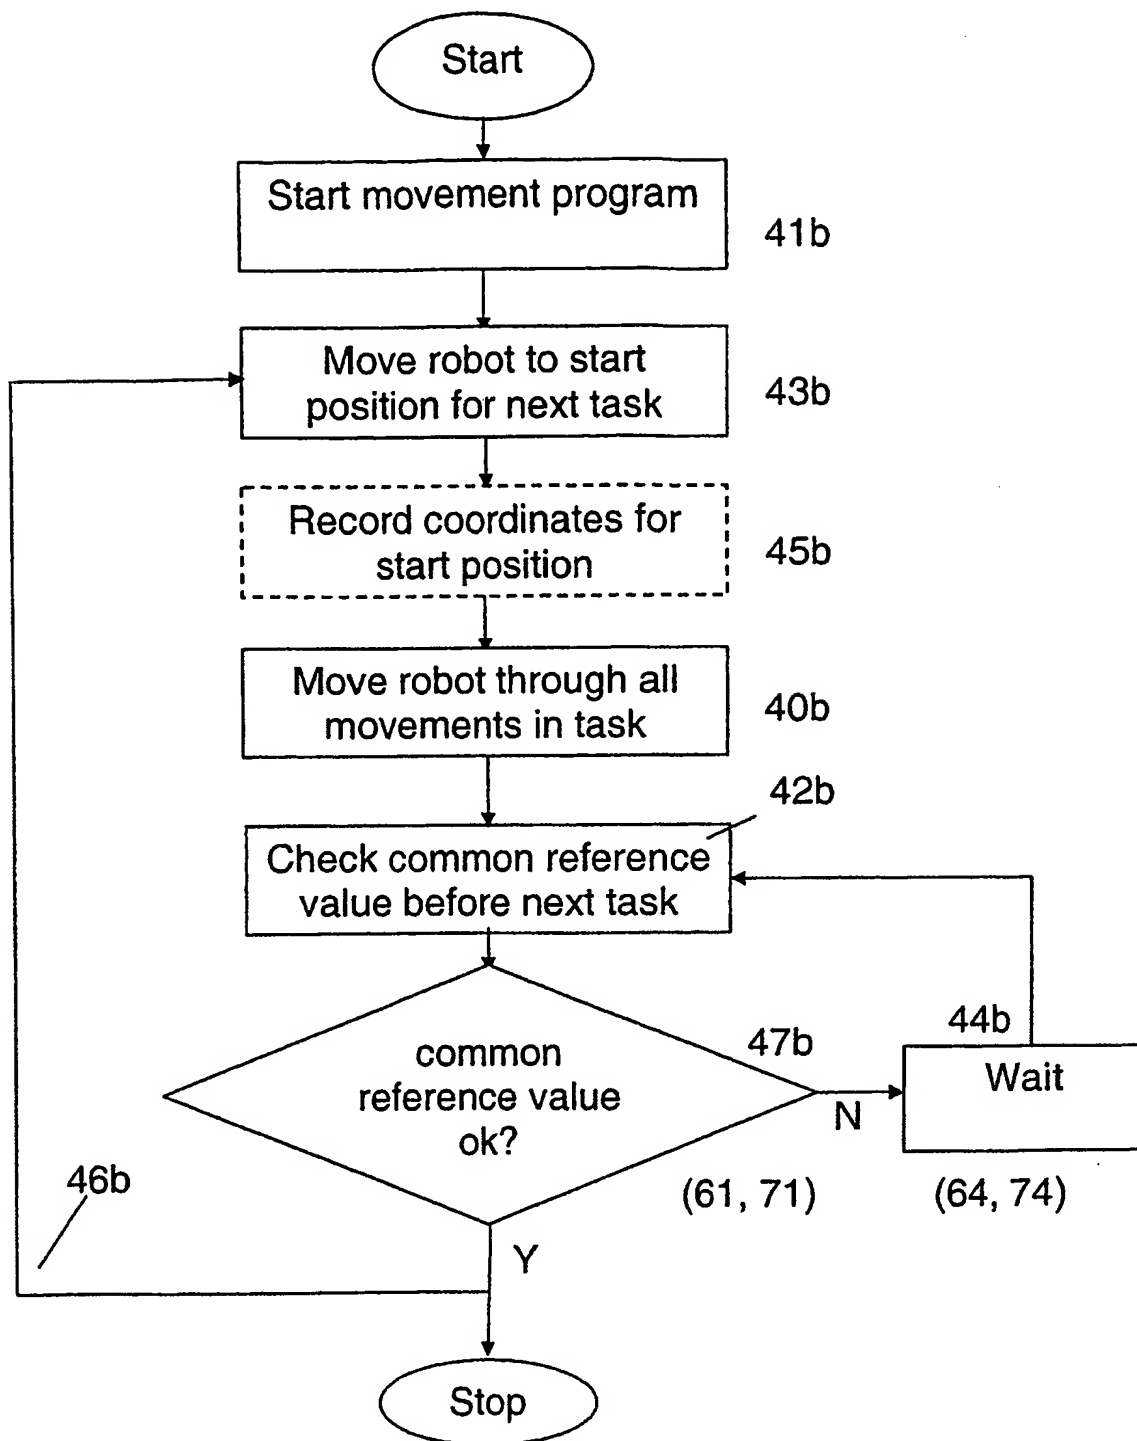 Start
Start movement program
41b
Move robot to start
position for next task
43b
Record coordinates for
start position
45b
Move robot through all
movements in task
40b
42b
Check common reference
value before next task
common
reference value
ok?
47b
N
44b
Wait
(61, 71)
(64, 74)
46b
Y
Stop